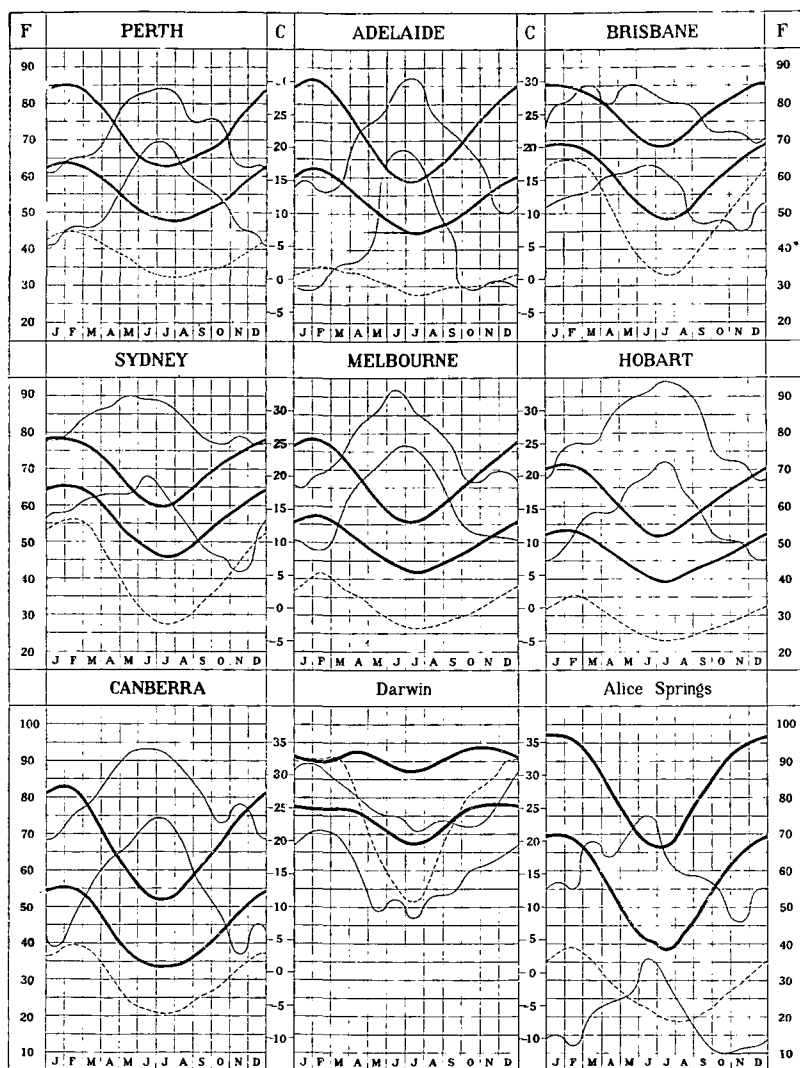 F PERTH C ADELAIDE C BRISBANE F
90 30 90
80 25 80
25
70 20 20 70
60 15 15 60
50 10 10 50
40 5 5 40*
30 0 0 30
20 -5 -5 20
J F M A M J J A S O N D J F M A M J J A S O N D J F M A M J J A S O N D
SYDNEY MELBOURNE HOBART
90 30 30 90
80 25 25 80
70 20 20 70
60 15 15 60
50 10 10 50
40 5 5 40
30 0 0 30
20 -5 -5 20
J F M A M J J A S O N D J F M A M J J A S O N D J F M A M J J A S O N D
CANBERRA Darwin Alice Springs
100 35 35 100
90 30 30 90
80 25 25 80
70 20 20 70
60 15 15 60
50 10 10 50
40 5 5 40
30 0 0 30
20 -5 -5 20
10 -10 -10 10
J F M A M J J A S O N D J F M A M J J A S O N D J F M A M J J A S O N D